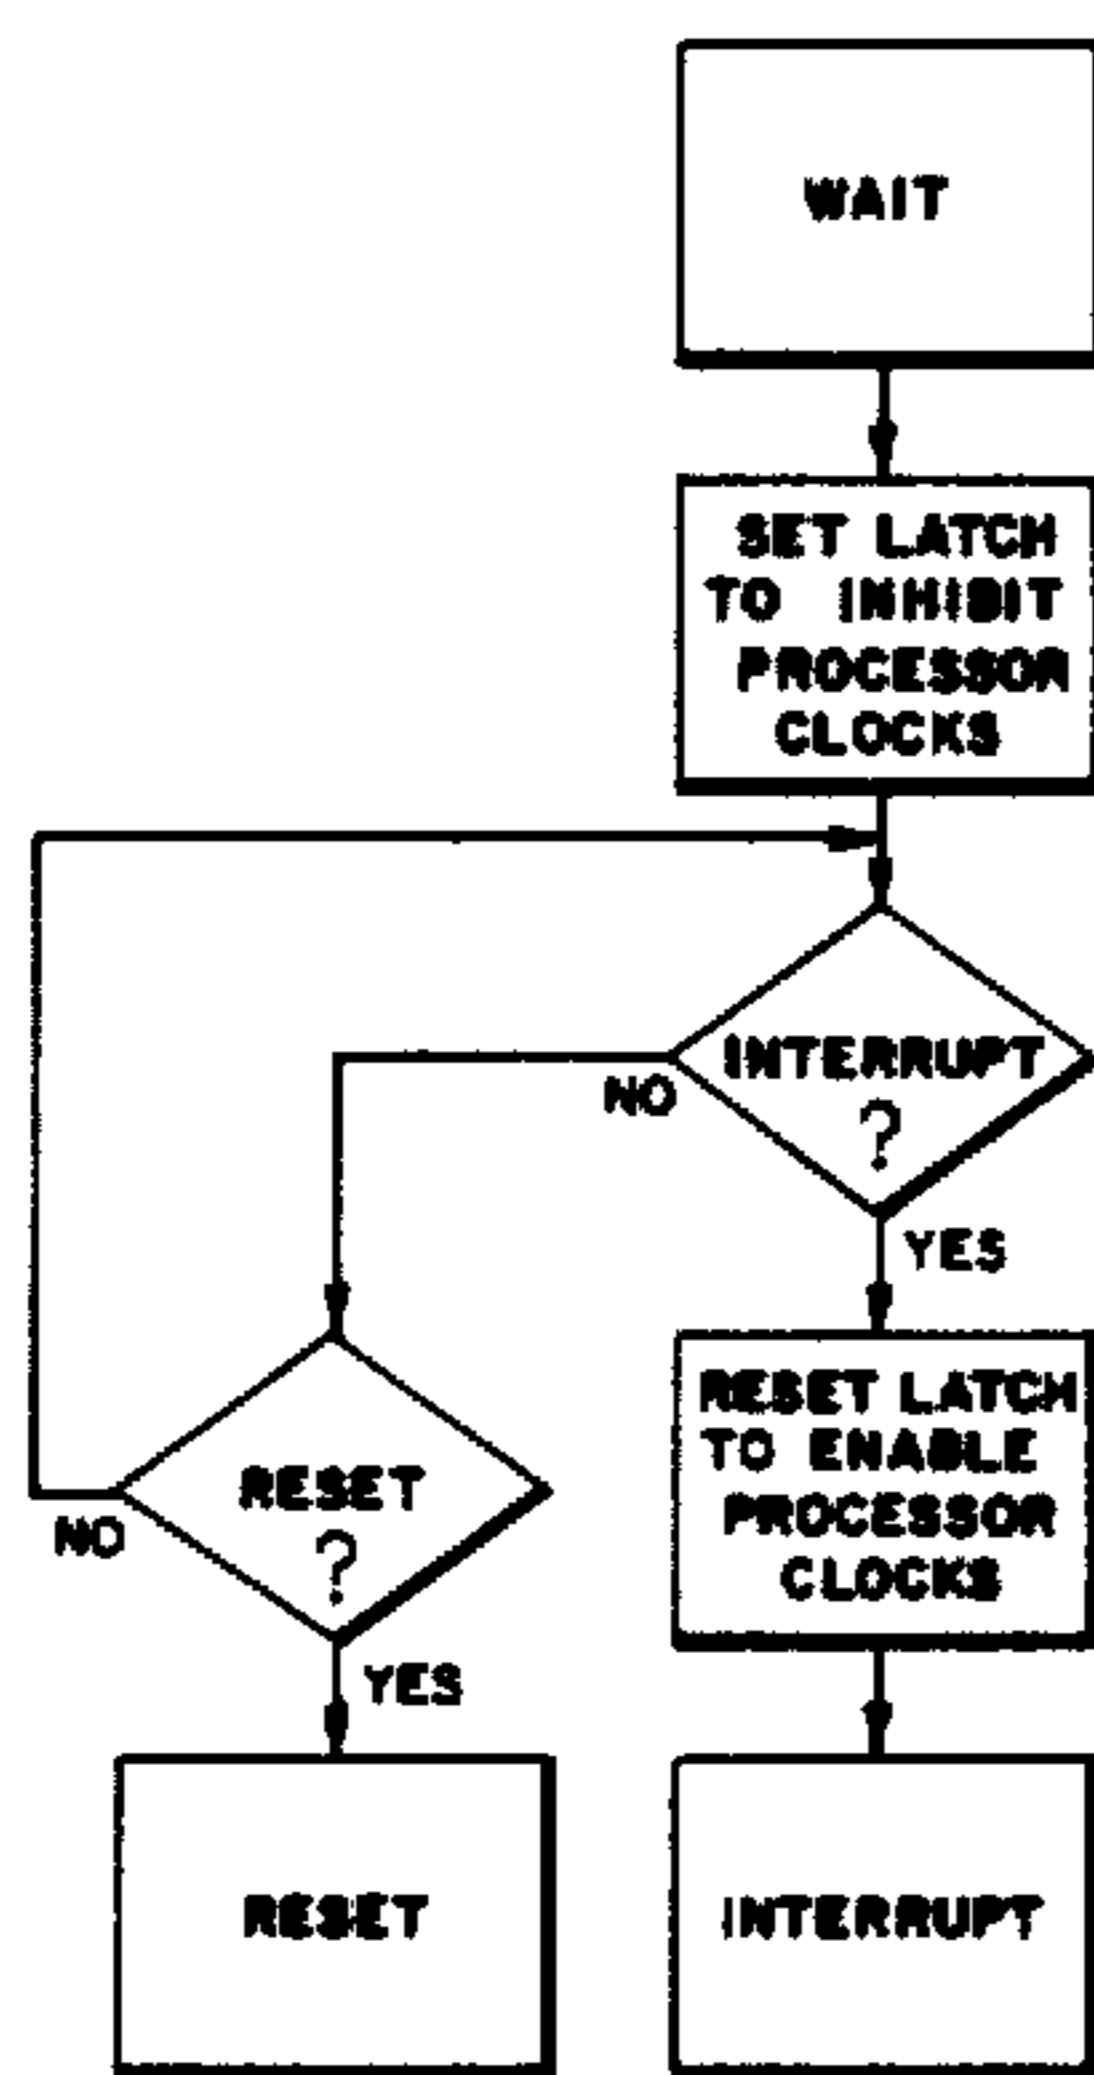 WAIT
SET LATCH
TO INHIBIT
PROCESSOR
CLOCKS
INTERRUPT
?
NO
YES
RESET LATCH
TO ENABLE
PROCESSOR
CLOCKS
RESET
?
NO
YES
RESET
INTERRUPT